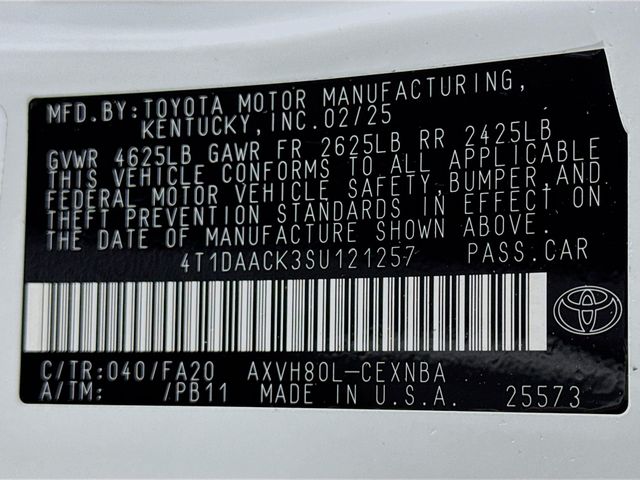 MFD.BY:TOYOTA MOTOR MANUFACTURING,
KENTUCKY,INC.02/25
GVWR 4625LB GAWR FR 2625LB RR 2425LB
THIS VEHICLE CONFORMS TO ALL APPLICABLE
FEDERAL MOTOR VEHICLE SAFETY,BUMPER,AND
THEFT PREVENTION STANDARDS IN EFFECT ON
THE DATE OF MANUFACTURE SHOWN ABOVE.
4T1DAACK3SU121257 PASS.CAR
C/TR:040/FA20 AXVH80L-CEXNBA
A/TM: /PB11 MADE IN U.S.A. 25573